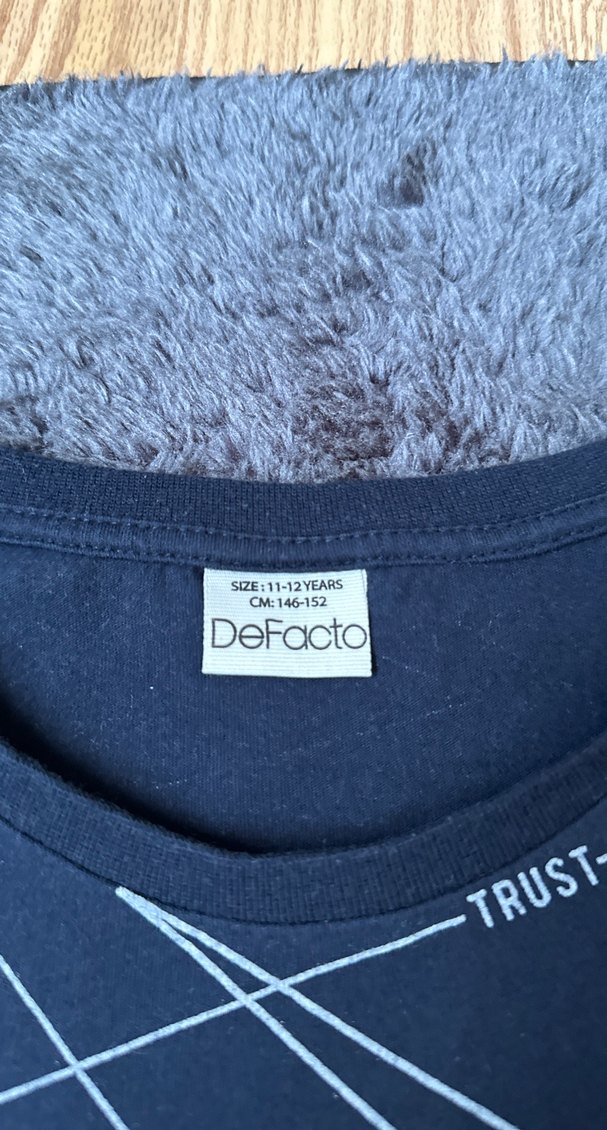 SIZE: 11-12 YEARS
CM: 146-152
DeFacto
TRUST-